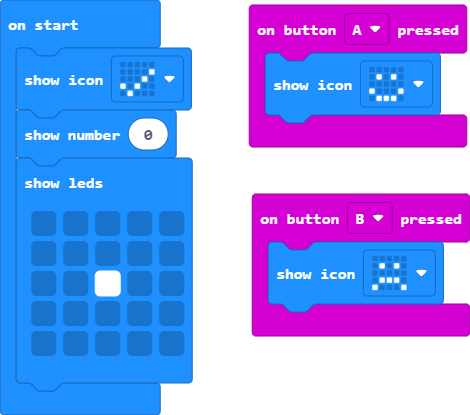 on start
show icon
show number 0
show leds
on button A pressed
show icon
on button B pressed
show icon